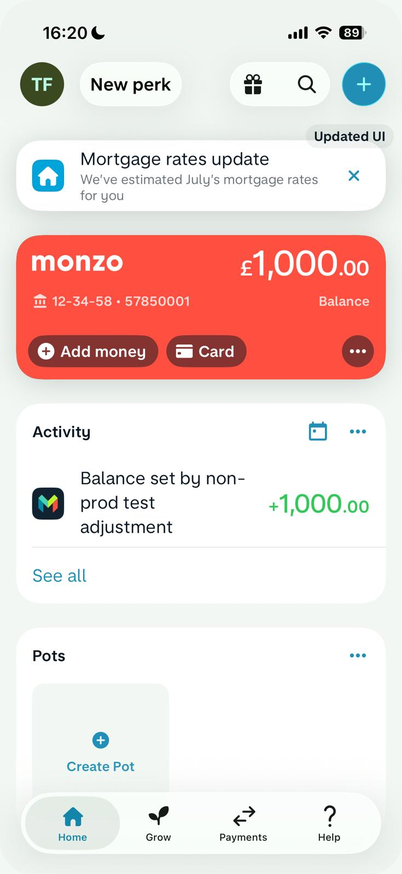 16:20
89
TF
New perk
Updated UI
Mortgage rates update
We've estimated July's mortgage rates
for you
monzo
£1,000.00
12-34-58 • 57850001
Balance
Add money
Card
Activity
Balance set by non-
prod test
adjustment
+1,000.00
See all
Pots
Create Pot
Home
Grow
Payments
Help